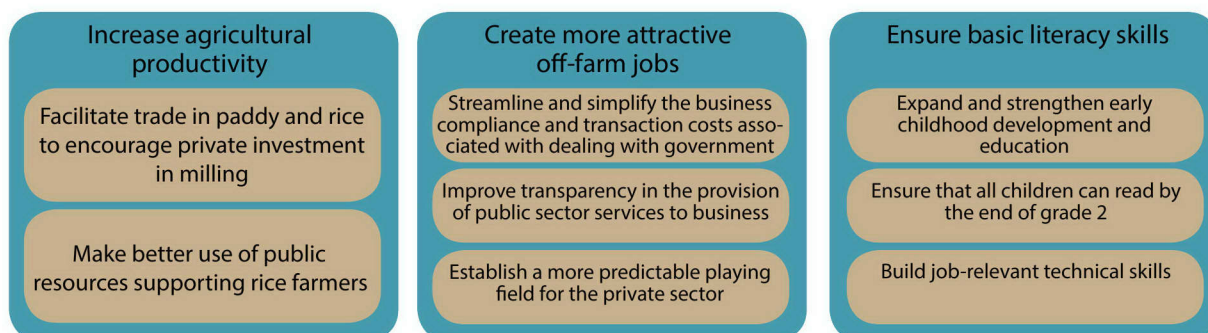 Increase agricultural
productivity
Facilitate trade in paddy and rice
to encourage private investment
in milling
Make better use of public
resources supporting rice farmers
Create more attractive
off-farm jobs
Streamline and simplify the business
compliance and transaction costs asso-
ciated with dealing with government
Improve transparency in the provision
of public sector services to business
Establish a more predictable playing
field for the private sector
Ensure basic literacy skills
Expand and strengthen early
childhood development and
education
Ensure that all children can read by
the end of grade 2
Build job-relevant technical skills